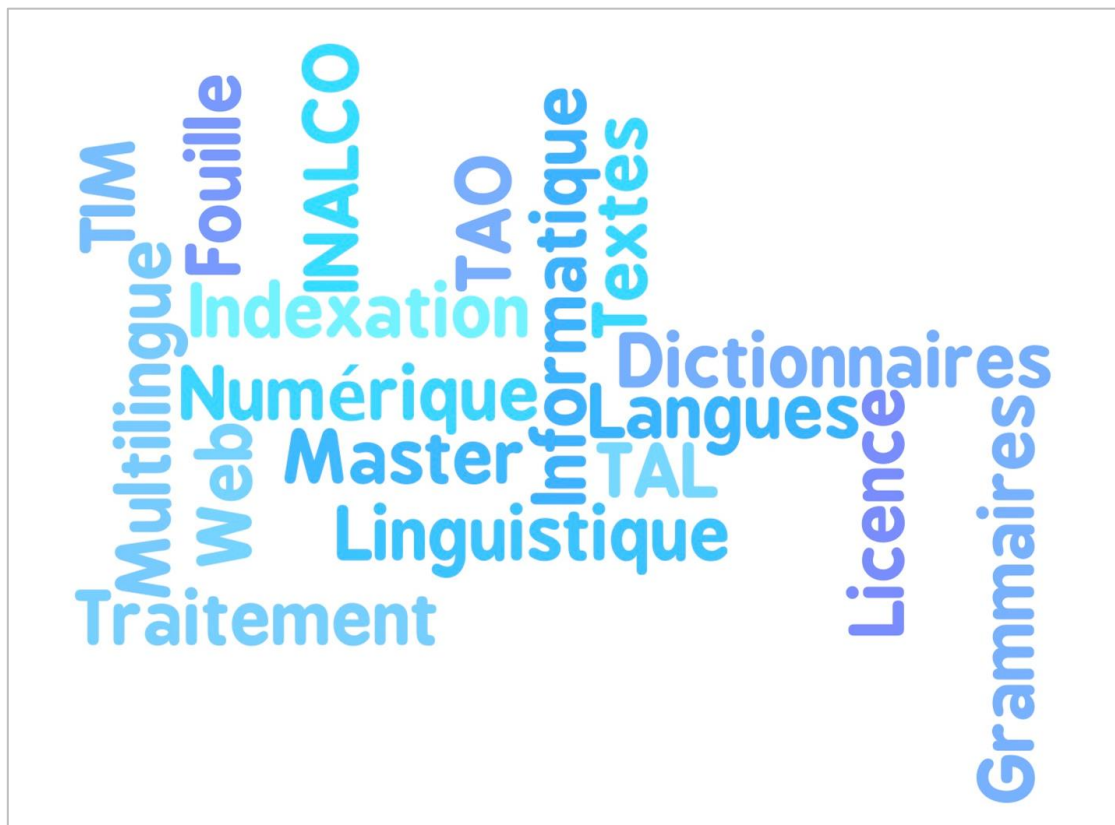 TIM
Fouille
INALCO
TAO
Informatique
Textes
Multilingue
Indexation
Dictionnaires
Numérique
Langues
Licence
Grammaires
Web
Master
TAL
Linguistique
Traitement